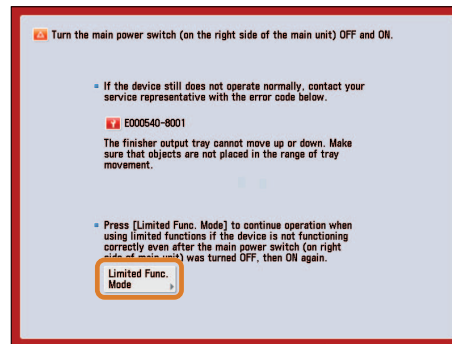 Turn the main power switch (on the right side of the main unit) OFF and ON.
If the device still does not operate normally, contact your
service representative with the error code below.
E000540-8001
The finisher output tray cannot move up or down. Make
sure that objects are not placed in the range of tray
movement.
Press [Limited Func. Mode] to continue operation when
using limited functions if the device is not functioning
correctly even after the main power switch (on right
side of main unit) was turned OFF, then ON again.
Limited Func.
Mode